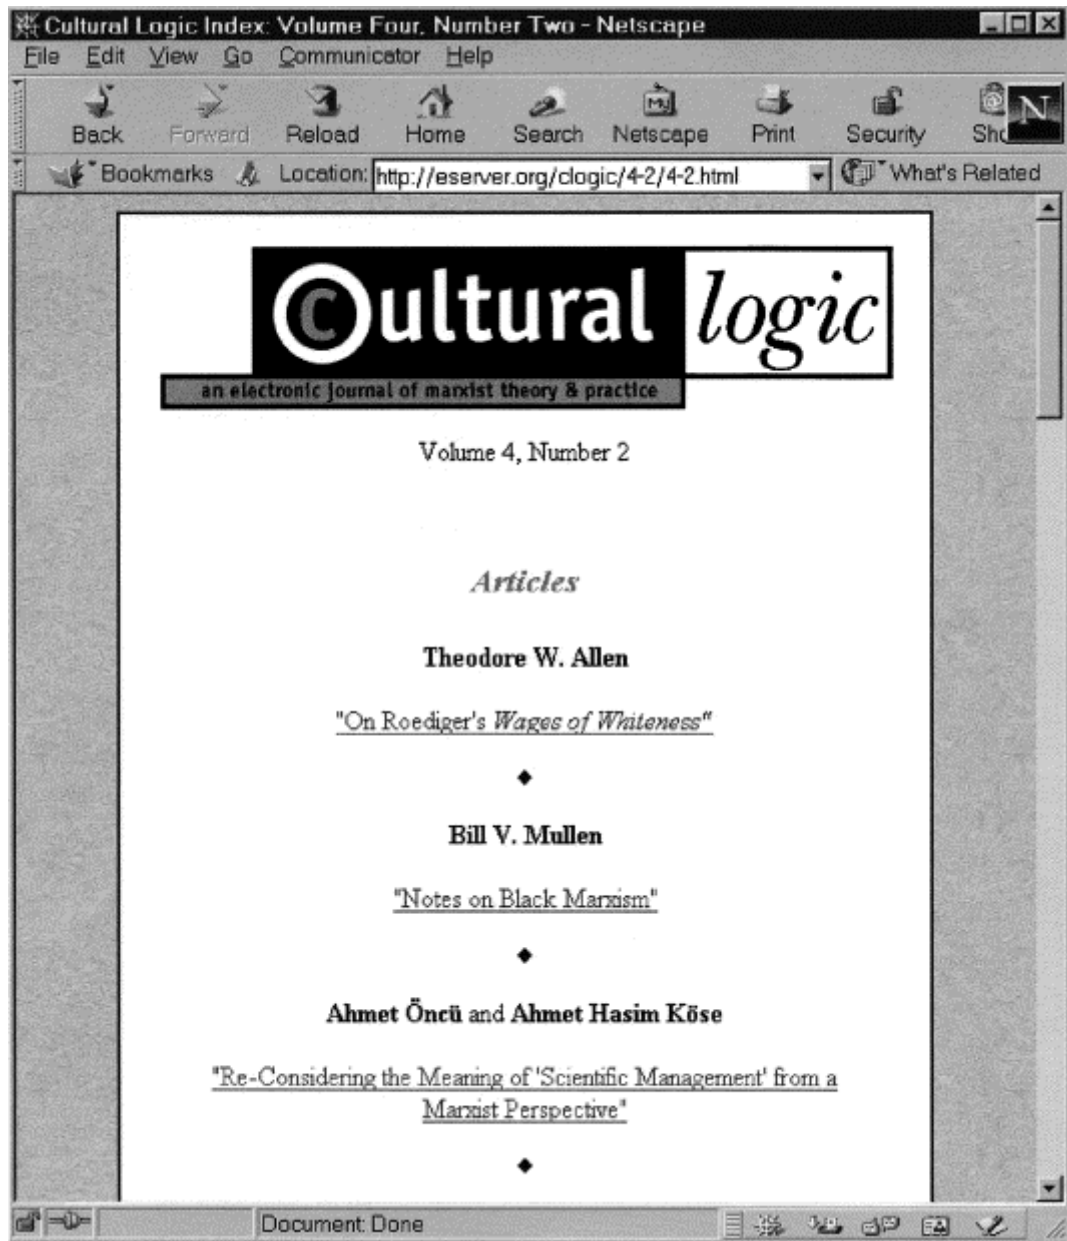 Cultural Logic Index: Volume Four, Number Two - Netscape
File Edit View Go Communicator Help
Back Forward Reload Home Search My Netscape Print Security
Bookmarks Location: http://eserver.org/clogic/4-2/4-2.html What's Related
N
cultural logic
an electronic journal of marxist theory & practice
Volume 4, Number 2
Articles
Theodore W. Allen
"On Roediger's Wages of Whiteness"
Bill V. Mullen
"Notes on Black Marxism"
Ahmet Öncü and Ahmet Hasim Köse
"Re-Considering the Meaning of 'Scientific Management' from a
Marxist Perspective"
Document: Done